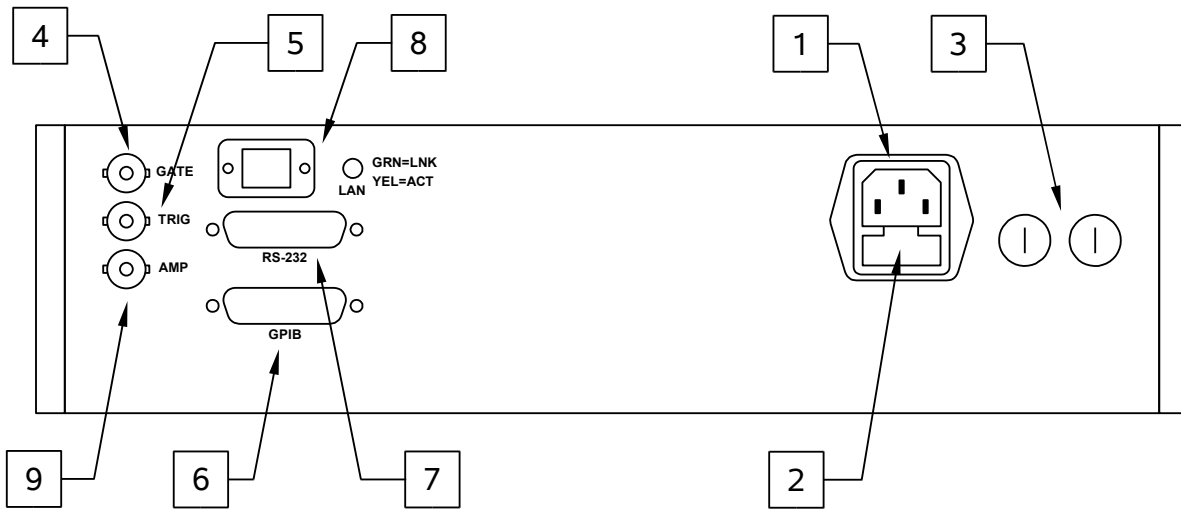 4
5
8
1
3
GATE
TRIG
AMP
LAN
GRN=LNK
YEL=ACT
RS-232
GPIB
9
6
7
2